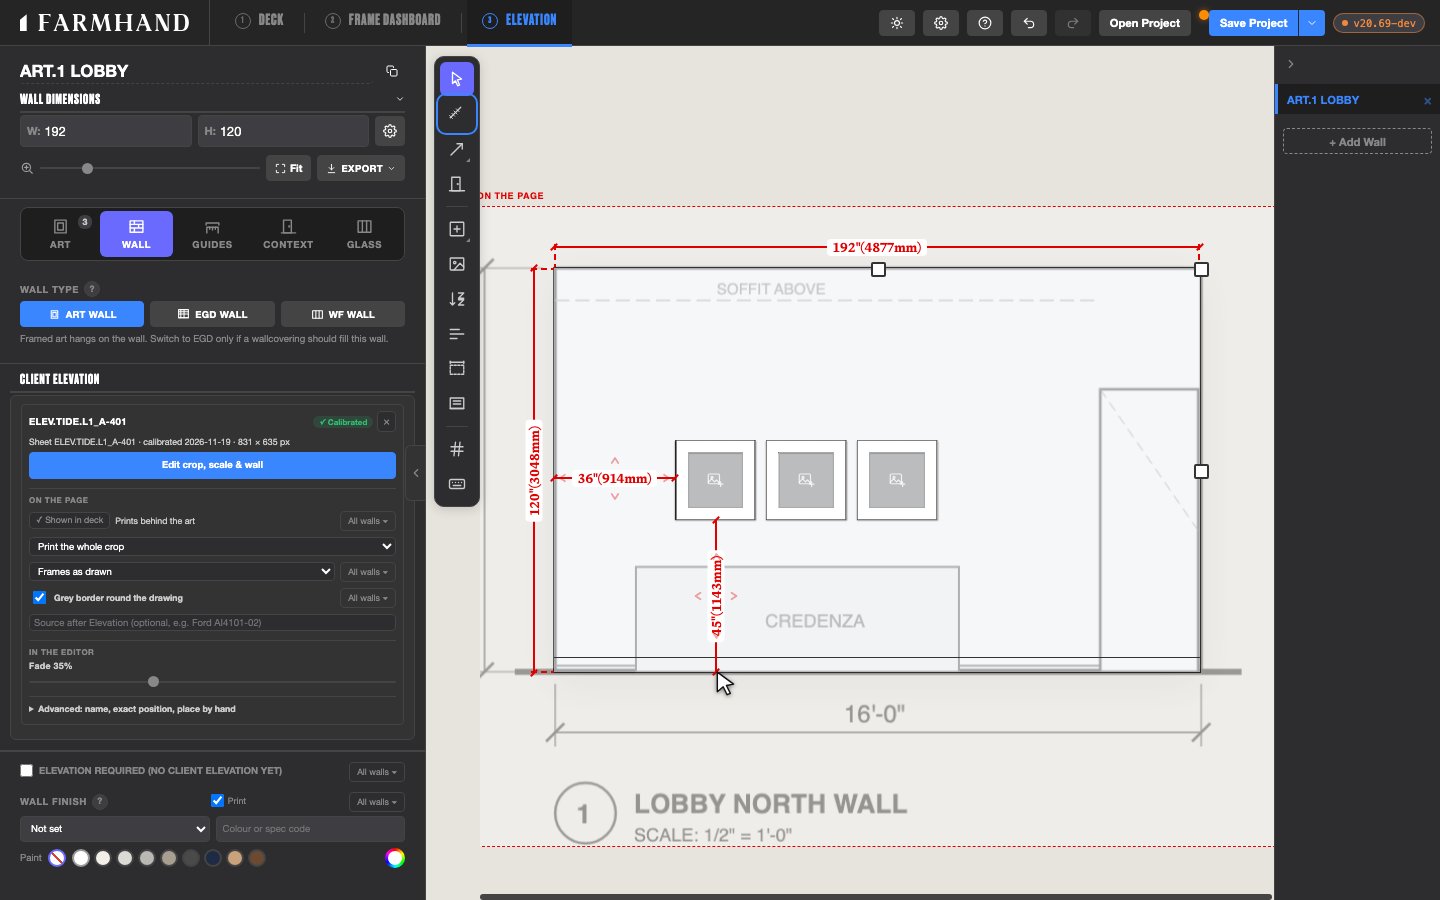 FARMHAND
1 DECK
2 FRAME DASHBOARD
3 ELEVATION
Open Project
Save Project
v20.69-dev
ART.1 LOBBY
WALL DIMENSIONS
W: 192
H: 120
Fit
EXPORT
ART
3
WALL
GUIDES
CONTEXT
GLASS
WALL TYPE ?
ART WALL
EGD WALL
WF WALL
Framed art hangs on the wall. Switch to EGD only if a wallcovering should fill this wall.
CLIENT ELEVATION
ELEV.TIDE.L1_A-401
✓ Calibrated
×
Sheet ELEV.TIDE.L1_A-401 · calibrated 2026-11-19 · 831 × 635 px
Edit crop, scale & wall
ON THE PAGE
✓ Shown in deck
Prints behind the art
All walls
Print the whole crop
Frames as drawn
All walls
Grey border round the drawing
All walls
Source after Elevation (optional, e.g. Ford AI4101-02)
IN THE EDITOR
Fade 35%
Advanced: name, exact position, place by hand
ELEVATION REQUIRED (NO CLIENT ELEVATION YET)
All walls
WALL FINISH ?
Print
All walls
Not set
Colour or spec code
Paint
ON THE PAGE
192"(4877mm)
SOFFIT ABOVE
120"(3048mm)
36"(914mm)
45"(1143mm)
CREDENZA
16'-0"
1
LOBBY NORTH WALL
SCALE: 1/2" = 1'-0"
ART.1 LOBBY
×
+ Add Wall